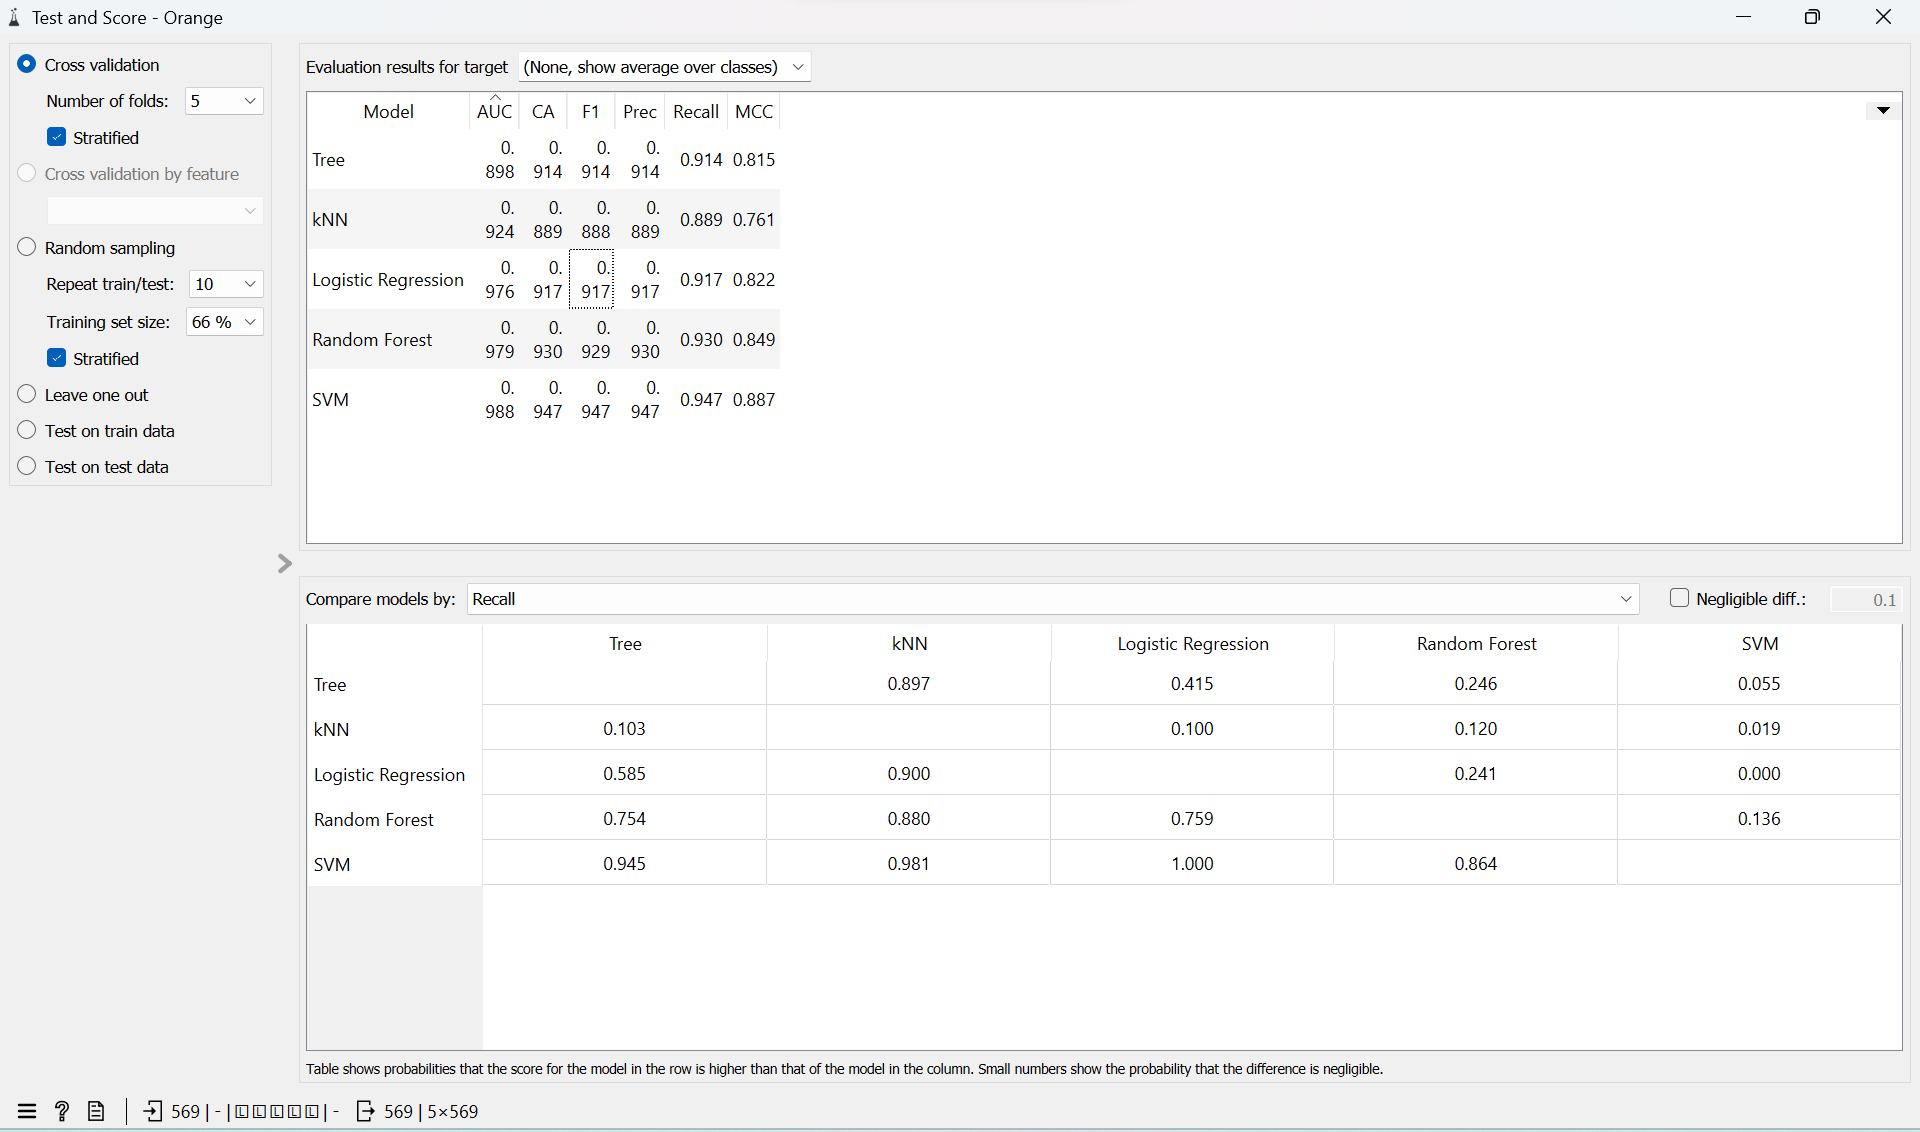 Test and Score - Orange
Cross validation
Number of folds: 5
Stratified
Cross validation by feature
Random sampling
Repeat train/test: 10
Training set size: 66 %
Stratified
Leave one out
Test on train data
Test on test data
Evaluation results for target (None, show average over classes)
Model AUC CA F1 Prec Recall MCC
Tree 0.898 0.914 0.914 0.914 0.914 0.815
kNN 0.924 0.889 0.888 0.889 0.889 0.761
Logistic Regression 0.976 0.917 0.917 0.917 0.917 0.822
Random Forest 0.979 0.930 0.929 0.930 0.930 0.849
SVM 0.988 0.947 0.947 0.947 0.947 0.887
Compare models by: Recall Negligible diff.: 0.1
Tree kNN Logistic Regression Random Forest SVM
Tree 0.897 0.415 0.246 0.055
kNN 0.103 0.100 0.120 0.019
Logistic Regression 0.585 0.900 0.241 0.000
Random Forest 0.754 0.880 0.759 0.136
SVM 0.945 0.981 1.000 0.864
Table shows probabilities that the score for the model in the row is higher than that of the model in the column. Small numbers show the probability that the difference is negligible.
569 | - | 🄻🄻🄻🄻🄻 | - 569 | 5×569